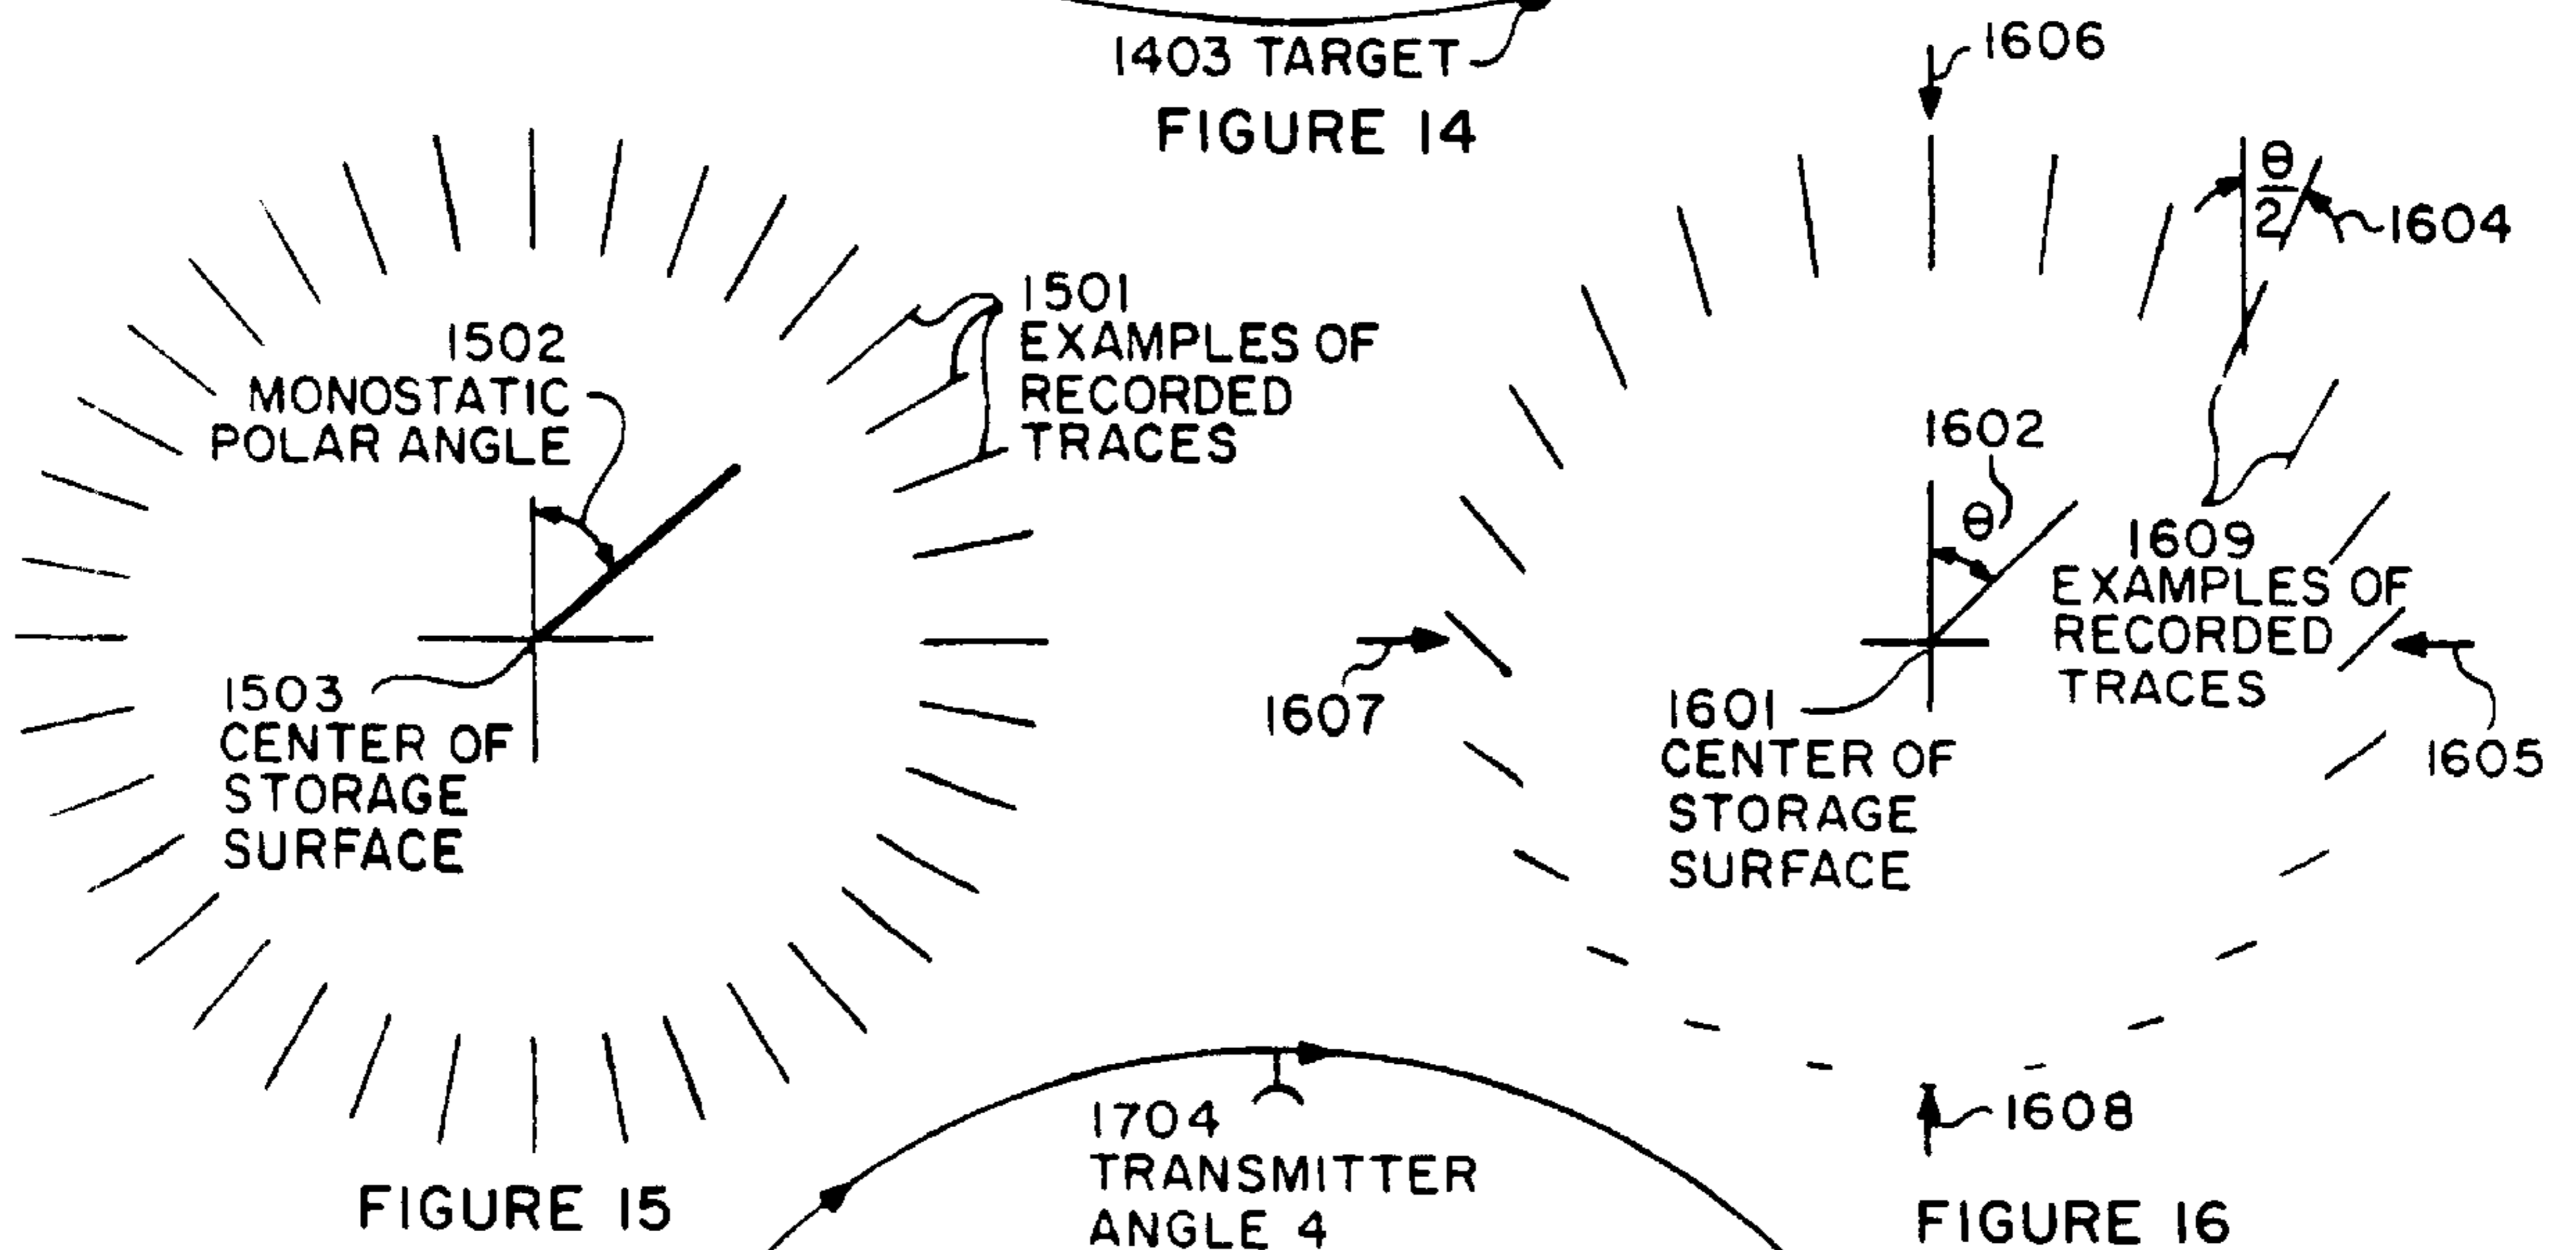 1403 TARGET
FIGURE 14
1501
EXAMPLES OF
RECORDED
TRACES
1502
MONOSTATIC
POLAR ANGLE
1503
CENTER OF
STORAGE
SURFACE
FIGURE 15
1606
θ
2
1604
1602
θ
1609
EXAMPLES OF
RECORDED
TRACES
1607
1605
1601
CENTER OF
STORAGE
SURFACE
1608
FIGURE 16
1704
TRANSMITTER
ANGLE 4